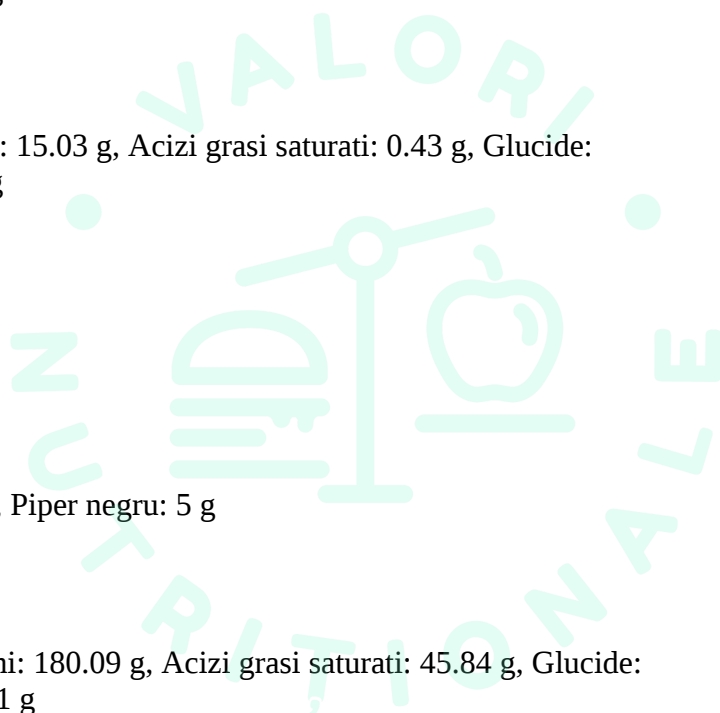 VALORI
: 15.03 g, Acizi grasi saturati: 0.43 g, Glucide:
g
NUTRIȚIONALE
, Piper negru: 5 g
ni: 180.09 g, Acizi grasi saturati: 45.84 g, Glucide:
1 g